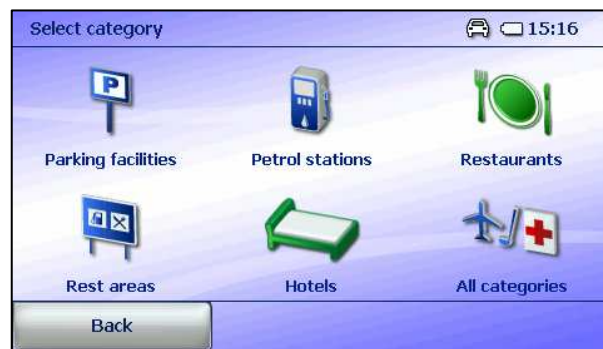 Select category 15:16
P
Parking facilities Petrol stations Restaurants
Rest areas Hotels All categories
Back